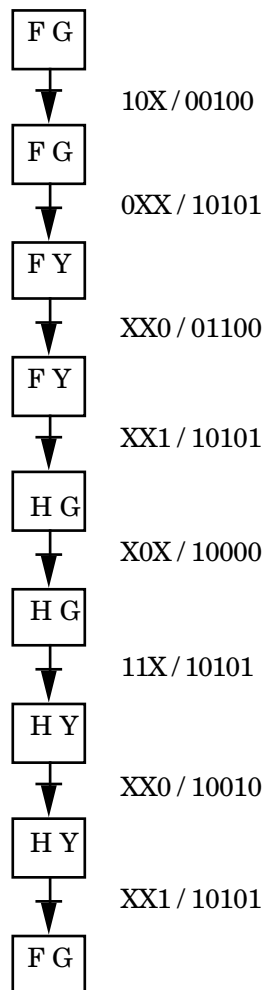 F G
10X / 00100
F G
0XX / 10101
F Y
XX0 / 01100
F Y
XX1 / 10101
H G
X0X / 10000
H G
11X / 10101
H Y
XX0 / 10010
H Y
XX1 / 10101
F G